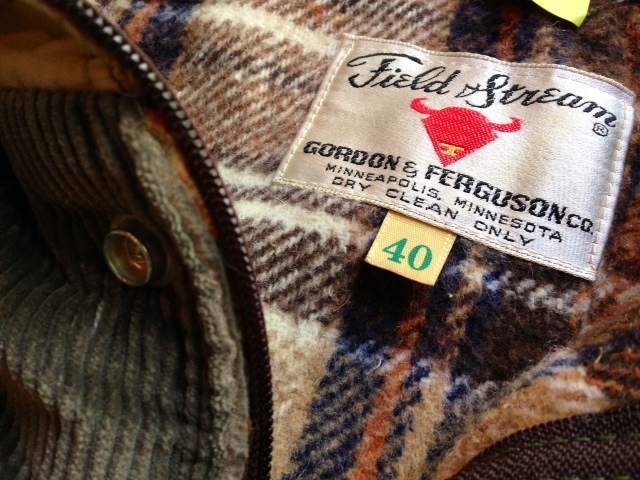 Field & Stream ®
GORDON & FERGUSON CO.
MINNEAPOLIS, MINNESOTA
DRY CLEAN ONLY
40